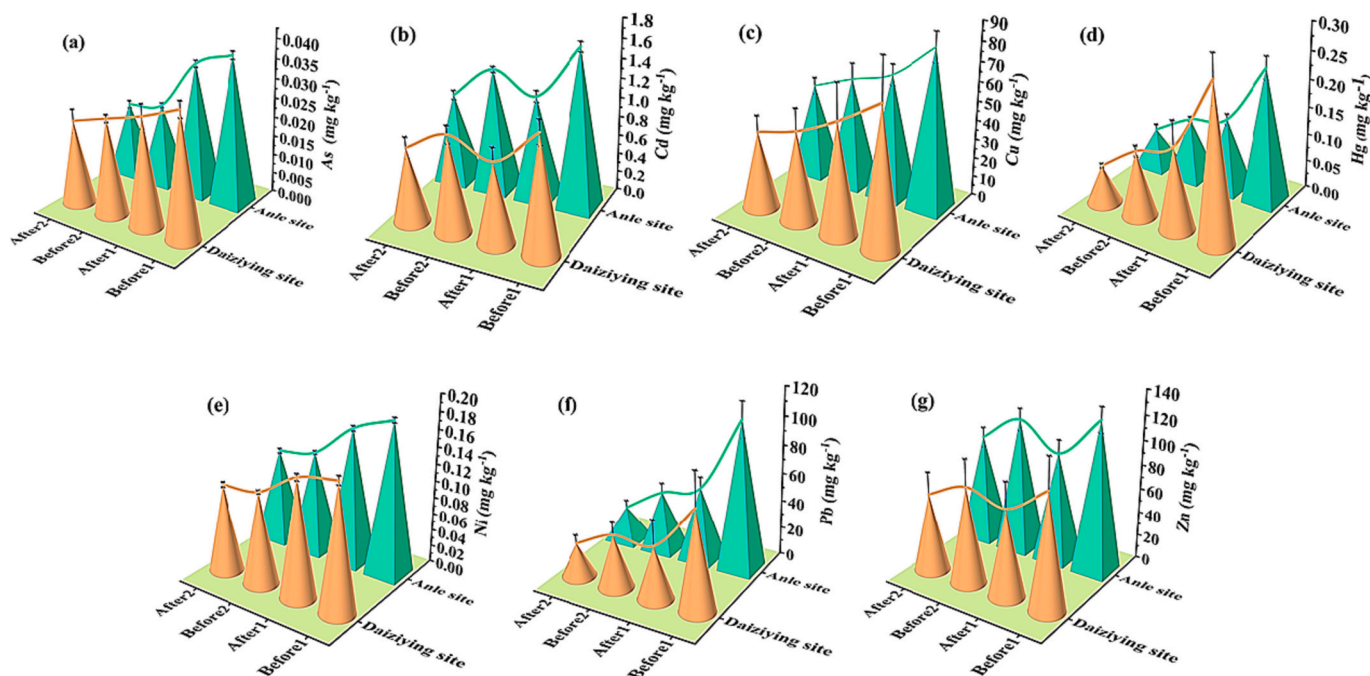 (a)
0.040
0.035
0.030
0.025
0.020
0.015
0.010
0.005
0.000
As (mg kg⁻¹)
After2
Before2
After1
Before1
Anle site
Daiziying site
(b)
1.8
1.6
1.4
1.2
1.0
0.8
0.6
0.4
0.2
0.0
Cd (mg kg⁻¹)
After2
Before2
After1
Before1
Anle site
Daiziying site
(c)
90
80
70
60
50
40
30
20
10
0
Cu (mg kg⁻¹)
After2
Before2
After1
Before1
Anle site
Daiziying site
(d)
0.30
0.25
0.20
0.15
0.10
0.05
0.00
Hg (mg kg⁻¹)
After2
Before2
After1
Before1
Anle site
Daiziying site
(e)
0.20
0.18
0.16
0.14
0.12
0.10
0.08
0.06
0.04
0.02
0.00
Ni (mg kg⁻¹)
After2
Before2
After1
Before1
Anle site
Daiziying site
(f)
120
100
80
60
40
20
0
Pb (mg kg⁻¹)
After2
Before2
After1
Before1
Anle site
Daiziying site
(g)
140
120
100
80
60
40
20
0
Zn (mg kg⁻¹)
After2
Before2
After1
Before1
Anle site
Daiziying site